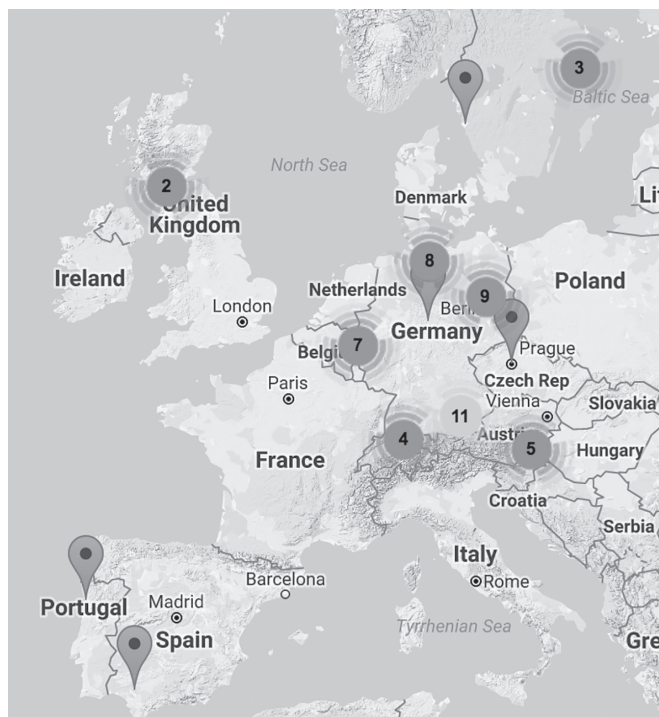 3
Baltic Sea
North Sea
2
United
Kingdom
Denmark
Ireland
8
Netherlands
9
Poland
London
Germany
7
Prague
Paris
Czech Rep
Vienna
Slovakia
11
4
5
Hungary
France
Croatia
Serbia
Italy
Barcelona
Rome
Portugal
Madrid
Tyrrhenian Sea
Spain